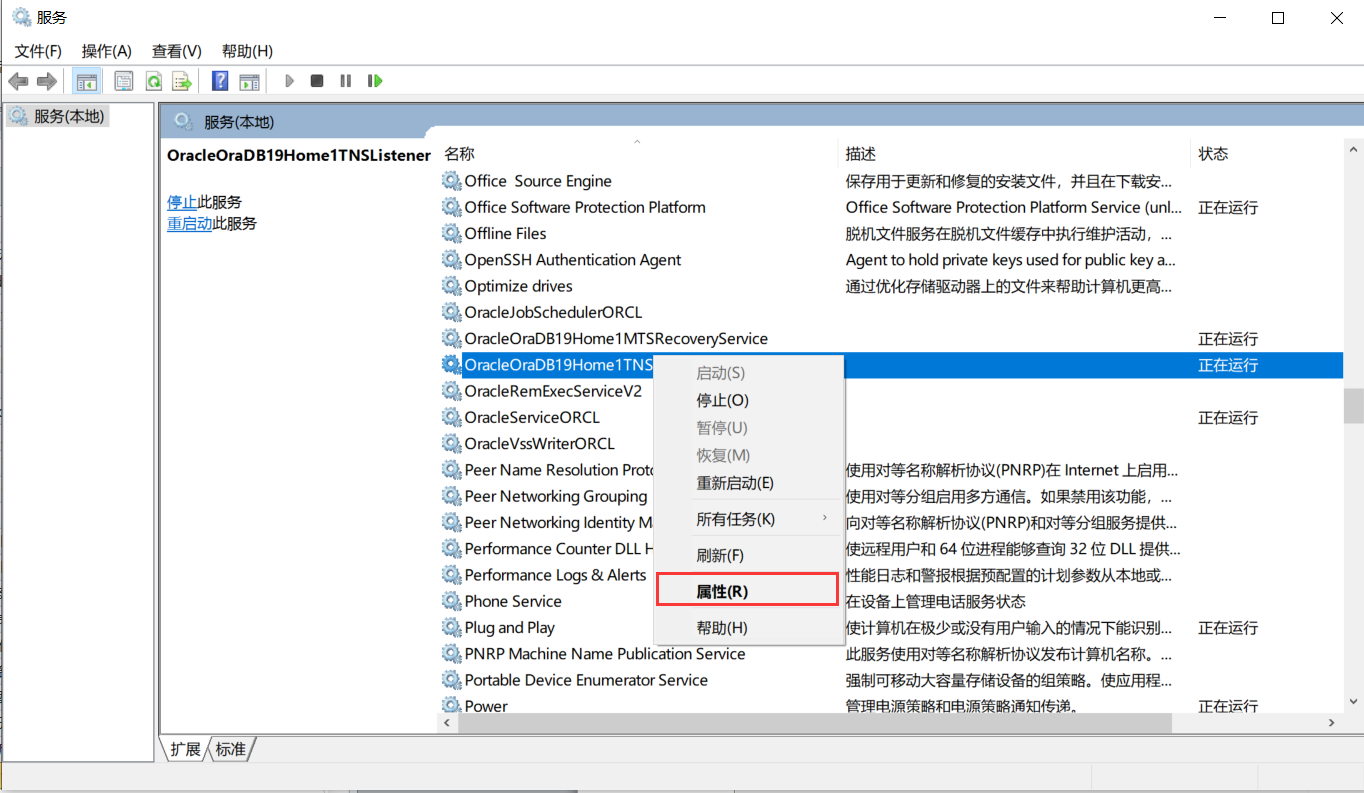 服务
文件(F) 操作(A) 查看(V) 帮助(H)
服务(本地)
服务(本地)
OracleOraDB19Home1TNSListener
停止此服务
重启动此服务
名称 描述 状态
Office  Source Engine 保存用于更新和修复的安装文件，并且在下载安...
Office Software Protection Platform Office Software Protection Platform Service (unl... 正在运行
Offline Files 脱机文件服务在脱机文件缓存中执行维护活动，...
OpenSSH Authentication Agent Agent to hold private keys used for public key a...
Optimize drives 通过优化存储驱动器上的文件来帮助计算机更高...
OracleJobSchedulerORCL
OracleOraDB19Home1MTSRecoveryService 正在运行
OracleOraDB19Home1TNS 正在运行
OracleRemExecServiceV2
OracleServiceORCL 正在运行
OracleVssWriterORCL
Peer Name Resolution Proto 使用对等名称解析协议(PNRP)在 Internet 上启用...
Peer Networking Grouping 使用对等分组启用多方通信。如果禁用该功能，...
Peer Networking Identity M 向对等名称解析协议(PNRP)和对等分组服务提供...
Performance Counter DLL H 使远程用户和 64 位进程能够查询 32 位 DLL 提供...
Performance Logs & Alerts 性能日志和警报根据预配置的计划参数从本地或...
Phone Service 在设备上管理电话服务状态
Plug and Play 使计算机在极少或没有用户输入的情况下能识别... 正在运行
PNRP Machine Name Publication Service 此服务使用对等名称解析协议发布计算机名称。...
Portable Device Enumerator Service 强制可移动大容量存储设备的组策略。使应用程...
Power 管理电源策略和电源策略通知传递。 正在运行
启动(S)
停止(O)
暂停(U)
恢复(M)
重新启动(E)
所有任务(K)
刷新(F)
属性(R)
帮助(H)
扩展 标准